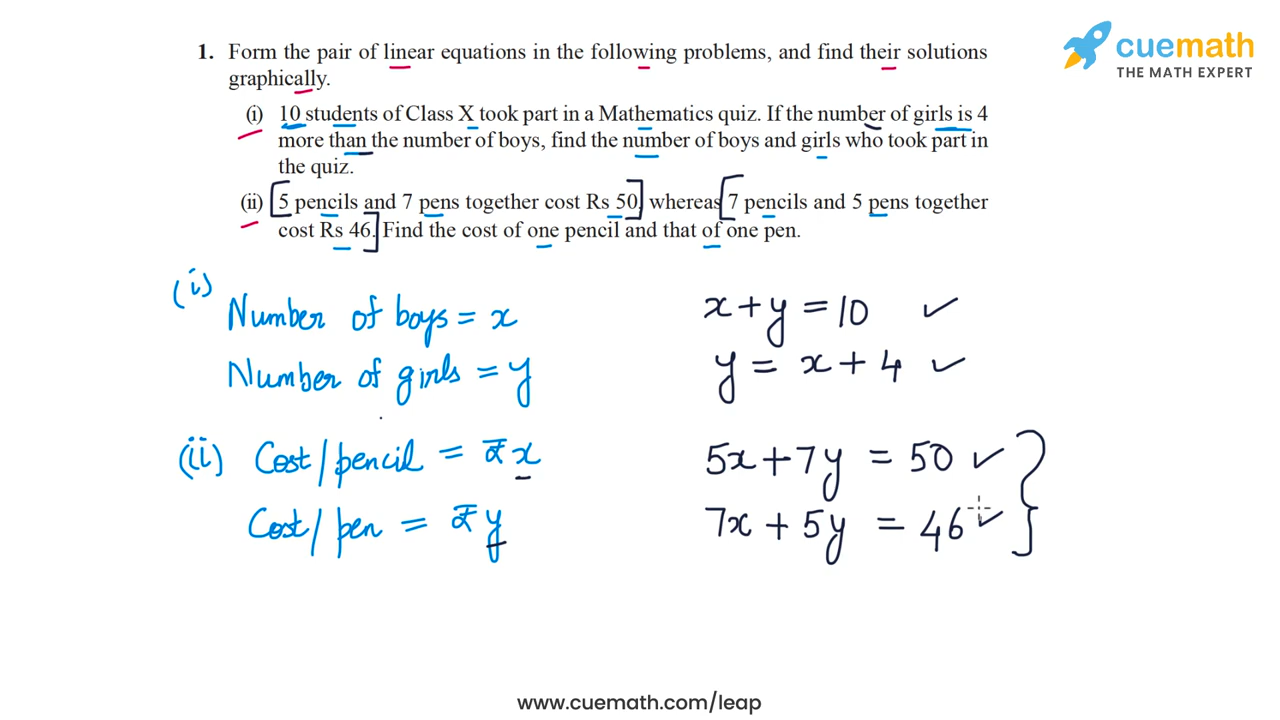 cuemath
THE MATH EXPERT
1. Form the pair of linear equations in the following problems, and find their solutions
graphically.
(i) 10 students of Class X took part in a Mathematics quiz. If the number of girls is 4
more than the number of boys, find the number of boys and girls who took part in
the quiz.
(ii) 5 pencils and 7 pens together cost Rs 50, whereas 7 pencils and 5 pens together
cost Rs 46. Find the cost of one pencil and that of one pen.
(i)
Number of boys = x
x + y = 10 ✓
Number of girls = y
y = x + 4 ✓
(ii) Cost/pencil = ₹ x
5x + 7y = 50 ✓
Cost/pen = ₹ y
7x + 5y = 46 ✓
www.cuemath.com/leap